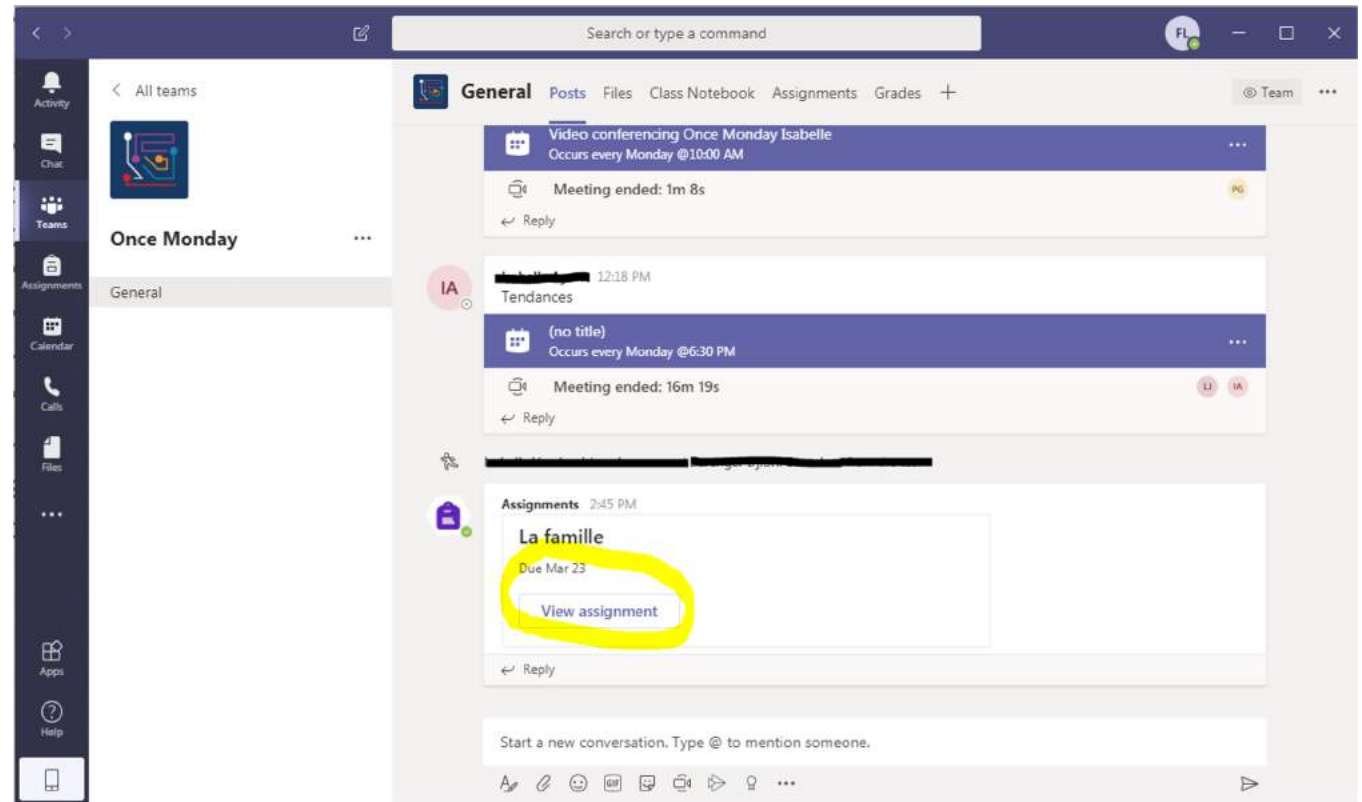 Search or type a command
FL
Activity
Chat
Teams
Assignments
Calendar
Calls
Files
Apps
Help
All teams
Once Monday
General
General Posts Files Class Notebook Assignments Grades
Team
Video conferencing Once Monday Isabelle
Occurs every Monday @10:00 AM
Meeting ended: 1m 8s
PG
Reply
IA
12:18 PM
Tendances
(no title)
Occurs every Monday @6:30 PM
Meeting ended: 16m 19s
LJ IA
Reply
Assignments 2:45 PM
La famille
Due Mar 23
View assignment
Reply
Start a new conversation. Type @ to mention someone.
GIF